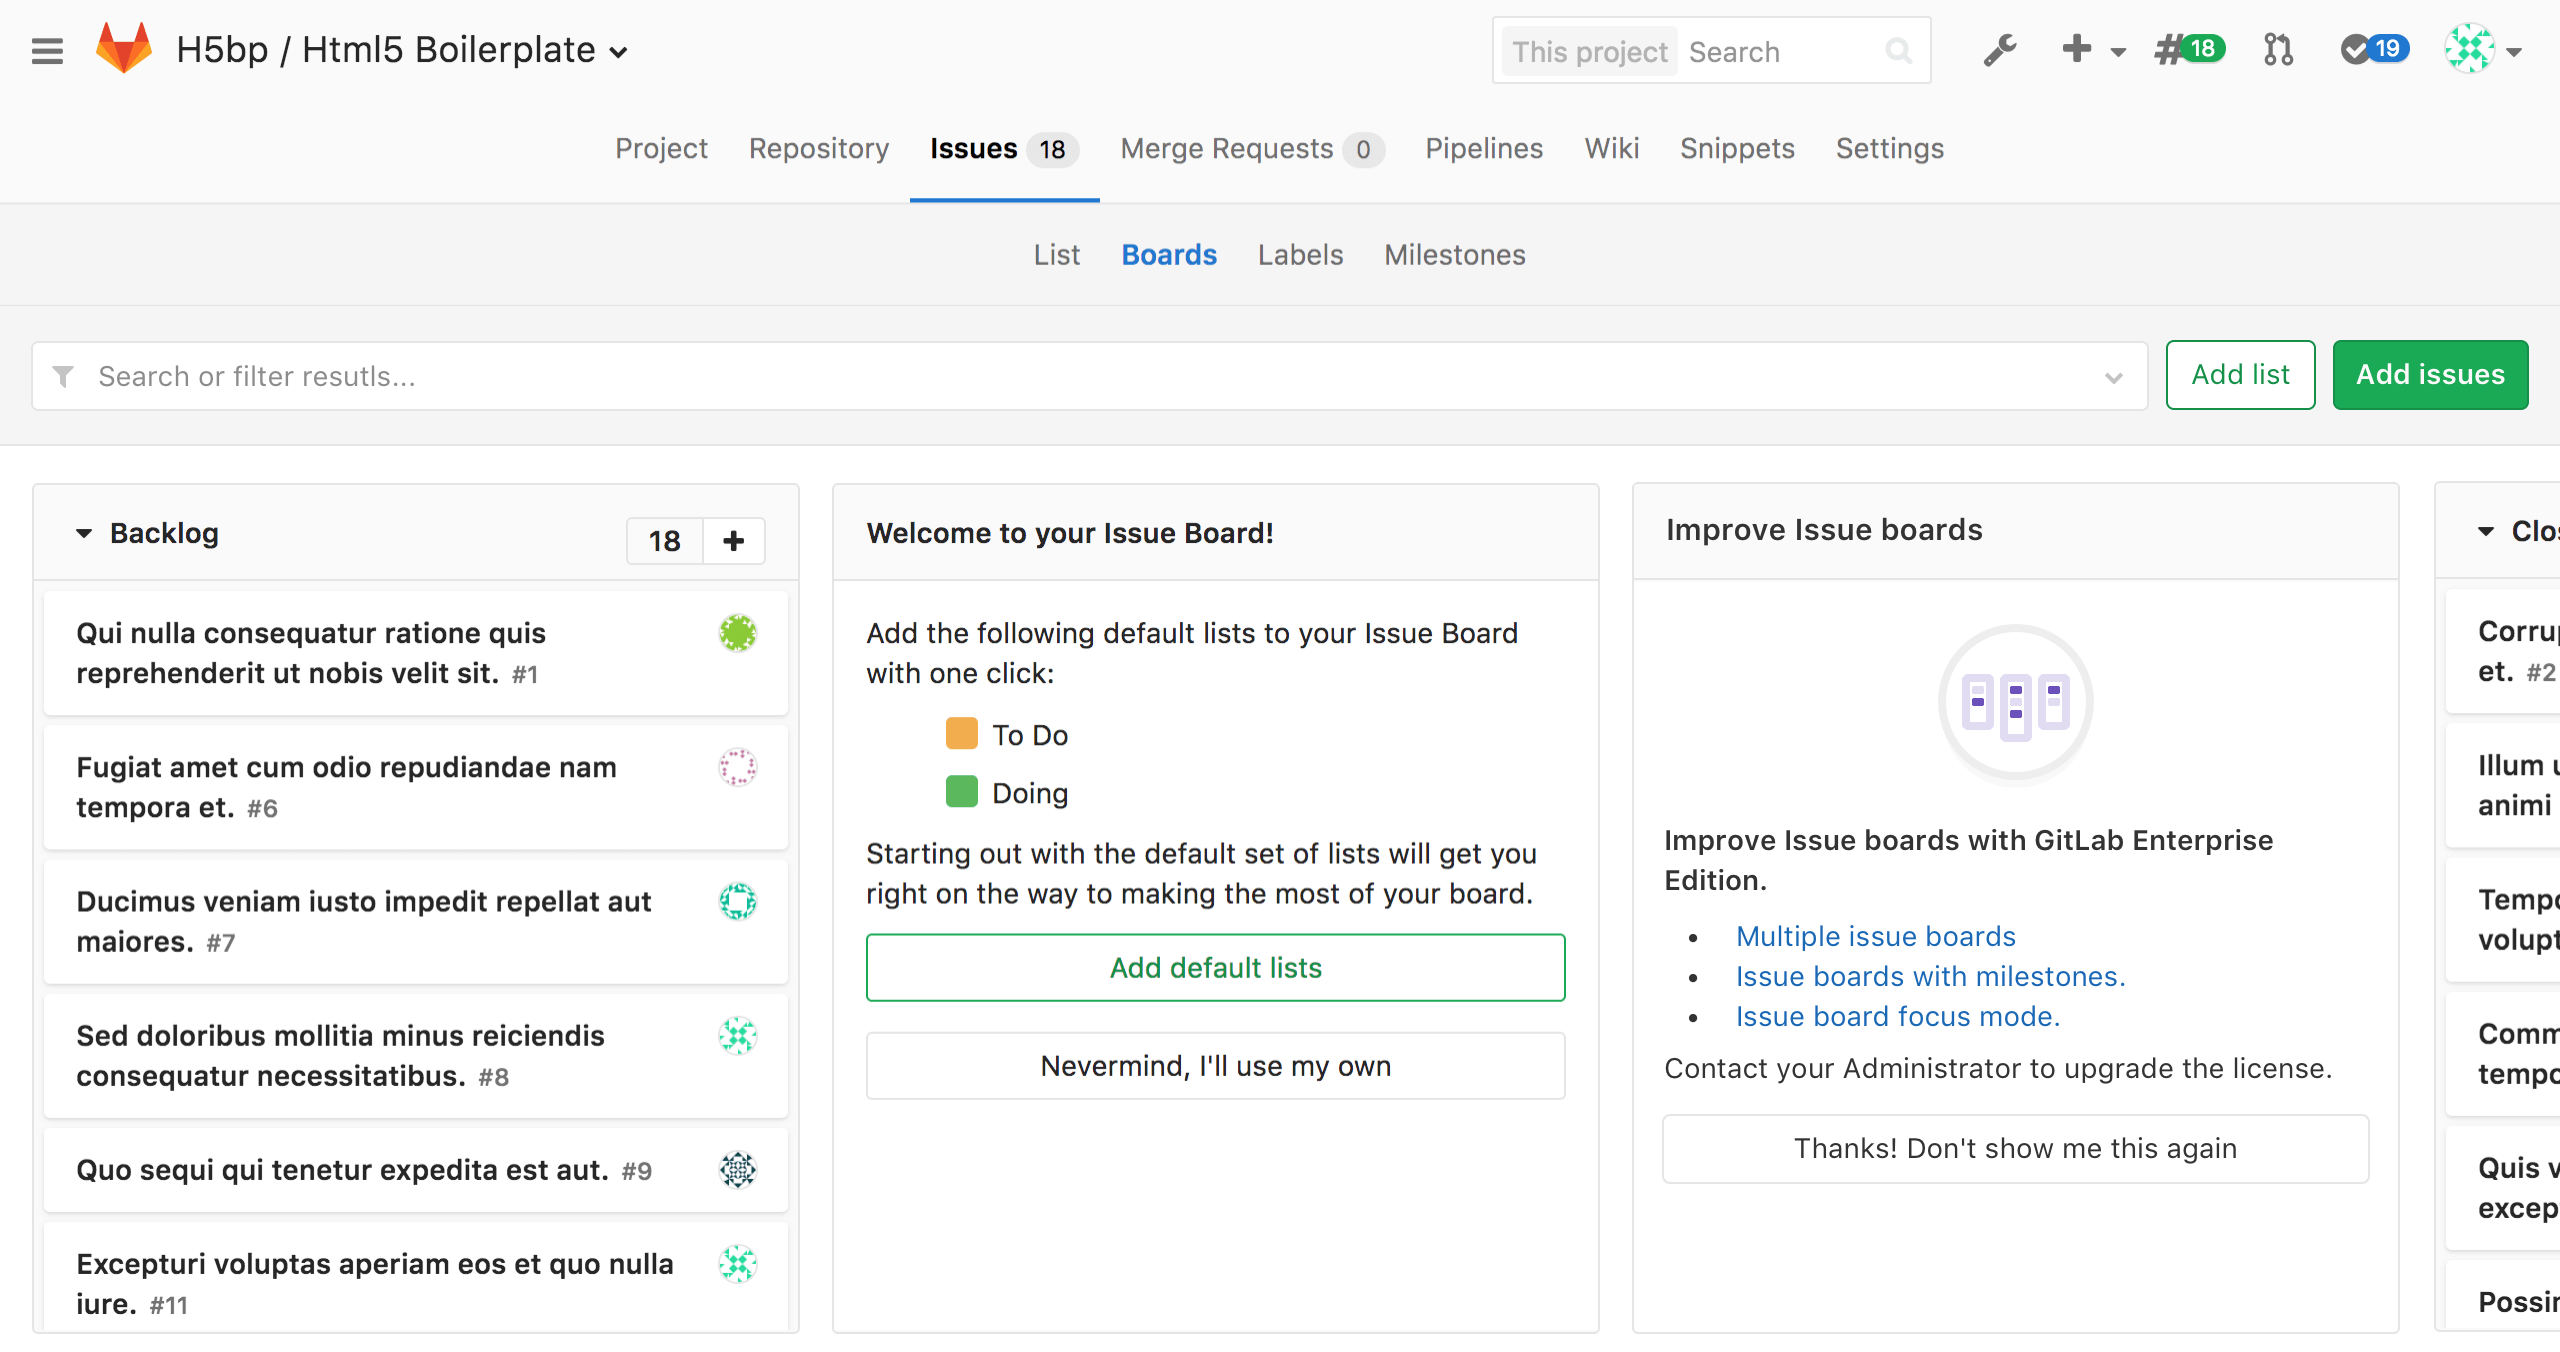 H5bp / Html5 Boilerplate
This project Search
18
19
Project Repository Issues 18 Merge Requests 0 Pipelines Wiki Snippets Settings
List Boards Labels Milestones
Search or filter resutls...
Add list
Add issues
Backlog 18
Qui nulla consequatur ratione quis
reprehenderit ut nobis velit sit. #1
Fugiat amet cum odio repudiandae nam
tempora et. #6
Ducimus veniam iusto impedit repellat aut
maiores. #7
Sed doloribus mollitia minus reiciendis
consequatur necessitatibus. #8
Quo sequi qui tenetur expedita est aut. #9
Excepturi voluptas aperiam eos et quo nulla
iure. #11
Welcome to your Issue Board!
Add the following default lists to your Issue Board
with one click:
To Do
Doing
Starting out with the default set of lists will get you
right on the way to making the most of your board.
Add default lists
Nevermind, I'll use my own
Improve Issue boards
Improve Issue boards with GitLab Enterprise
Edition.
Multiple issue boards
Issue boards with milestones.
Issue board focus mode.
Contact your Administrator to upgrade the license.
Thanks! Don't show me this again
et. #2
Illum
animi